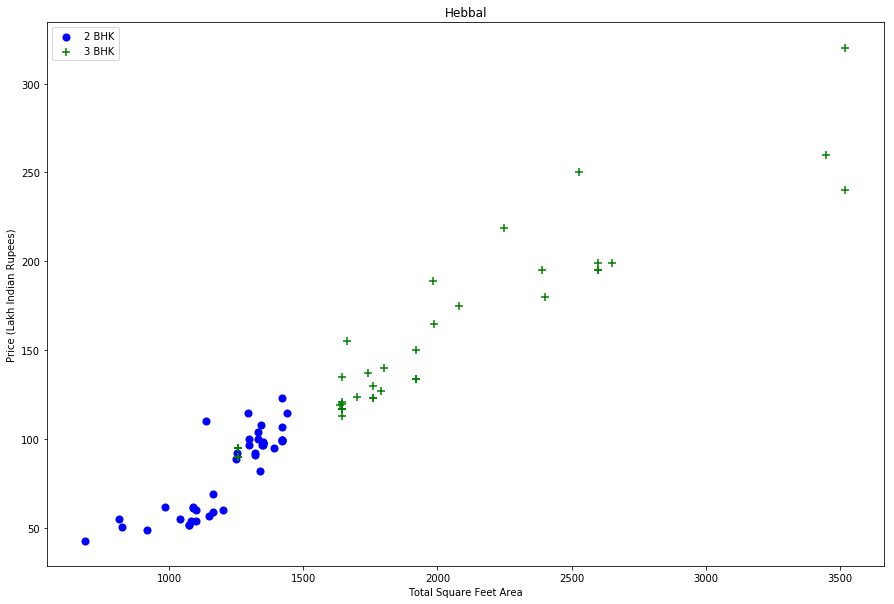 Hebbal
2 BHK
3 BHK
300
250
200
150
100
50
Price (Lakh Indian Rupees)
1000 1500 2000 2500 3000 3500
Total Square Feet Area